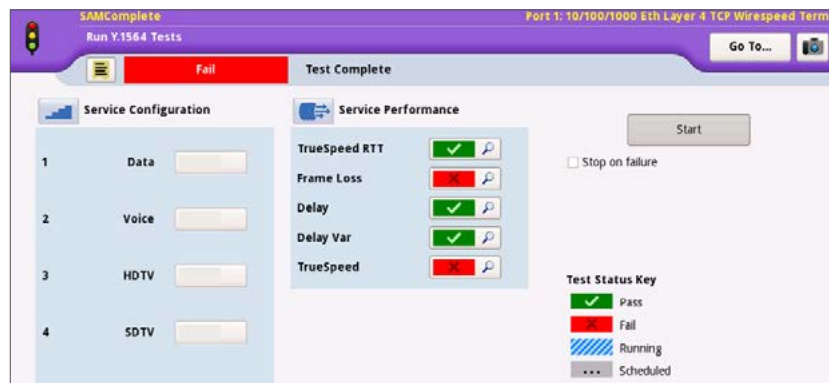 SAMComplete
Port 1: 10/100/1000 Eth Layer 4 TCP Wirespeed Term
Run Y.1564 Tests
Go To...
Fail
Test Complete
Service Configuration
1 Data
2 Voice
3 HDTV
4 SDTV
Service Performance
TrueSpeed RTT
Frame Loss
Delay
Delay Var
TrueSpeed
Start
Stop on failure
Test Status Key
Pass
Fail
Running
... Scheduled